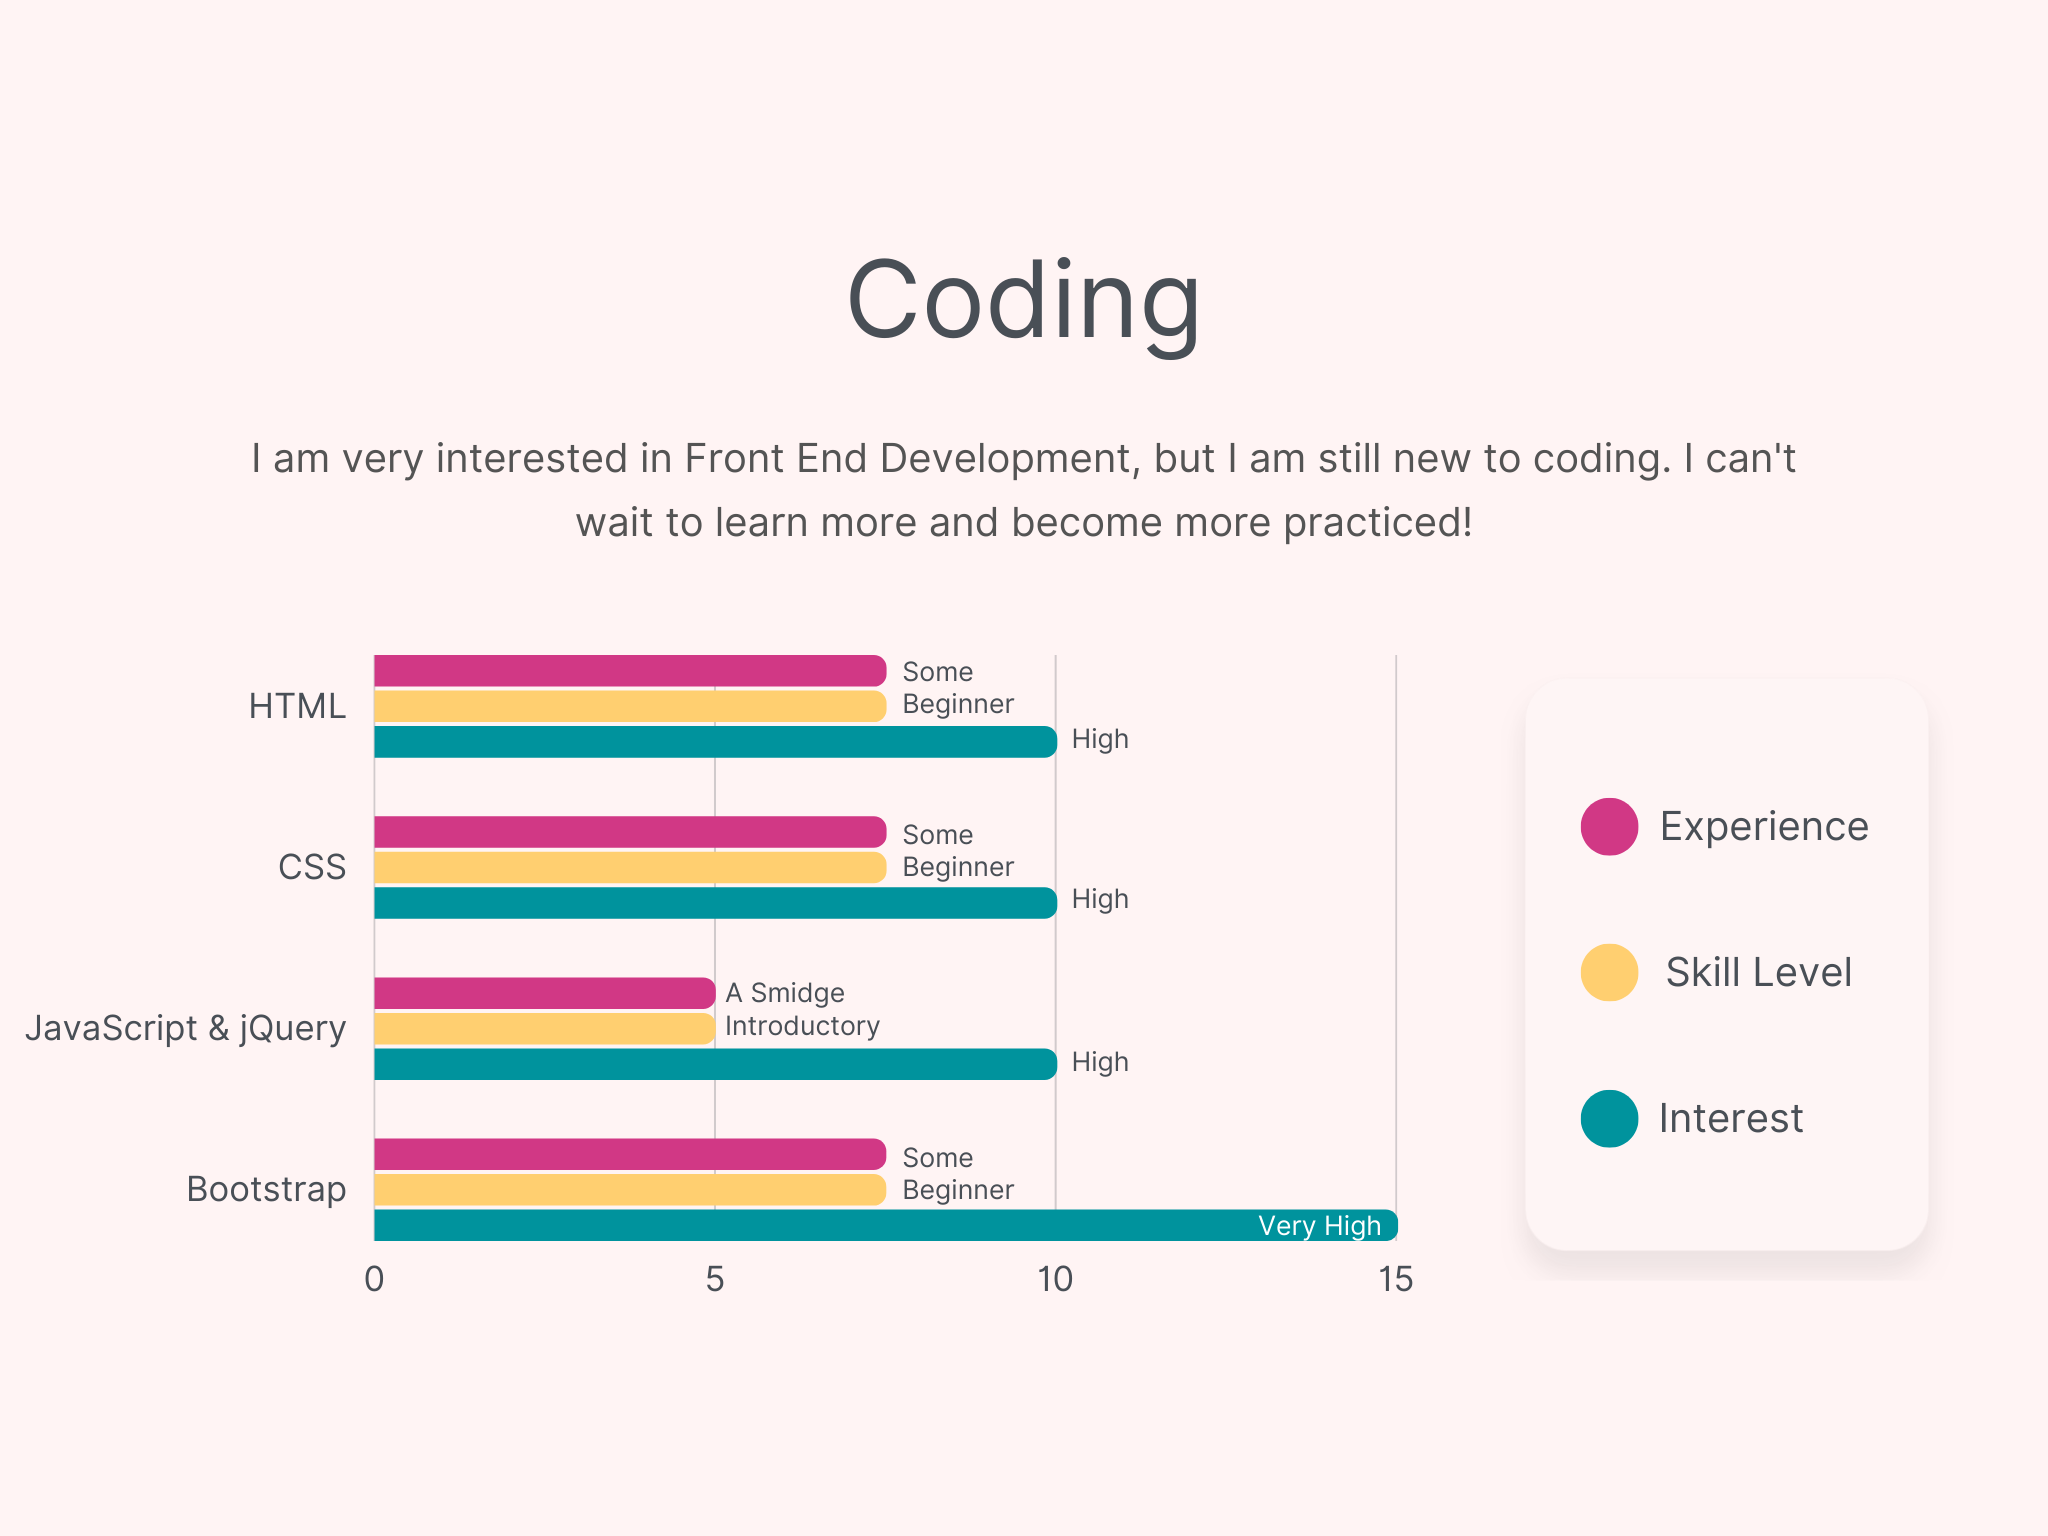 Coding
I am very interested in Front End Development, but I am still new to coding. I can't
wait to learn more and become more practiced!
HTML
Some
Beginner
High
CSS
Some
Beginner
High
JavaScript & jQuery
A Smidge
Introductory
High
Bootstrap
Some
Beginner
Very High
0 5 10 15
Experience
Skill Level
Interest